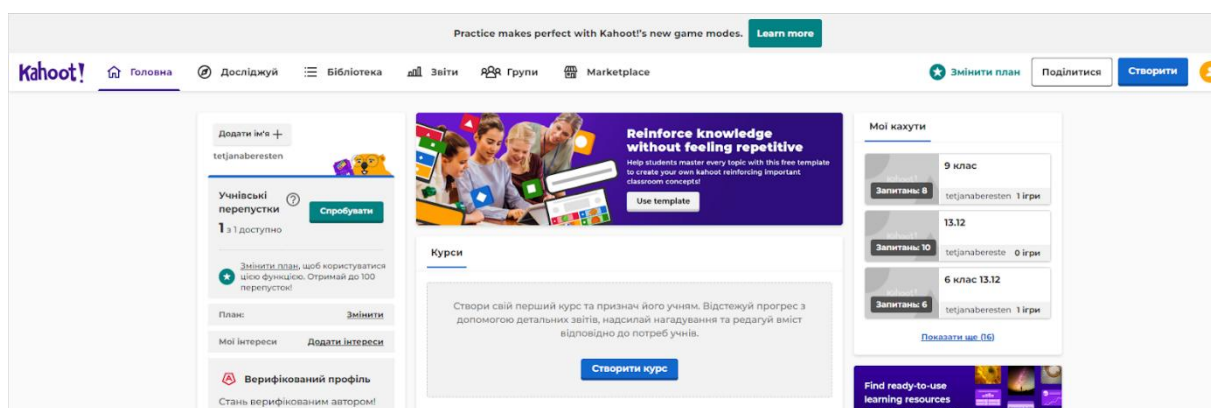 Practice makes perfect with Kahoot!'s new game modes. Learn more
Kahoot! Головна Досліджуй Бібліотека Звіти Групи Marketplace Змінити план Поділитися Створити
Додати ім'я +
tetjanaberesten
Учнівські
перепустки
Спробувати
1 з 1 доступно
Змінити план, щоб користуватися
цією функцією. Отримай до 100
перепусток!
План: Змінити
Мої інтереси Додати інтереси
Верифікований профіль
Стань верифікованим автором!
Reinforce knowledge
without feeling repetitive
Help students master every topic with this free template
to create your own kahoot reinforcing important
classroom concepts!
Use template
Курси
Створи свій перший курс та признач його учням. Відстежуй прогрес з
допомогою детальних звітів, надсилай нагадування та редагуй вміст
відповідно до потреб учнів.
Створити курс
Мої кахути
9 клас
Запитань: 8
tetjanaberesten 1 ігри
13.12
Запитань: 10
tetjanabereste 0 ігри
6 клас 13.12
Запитань: 6
tetjanaberesten 1 ігри
Показати ще (16)
Find ready-to-use
learning resources